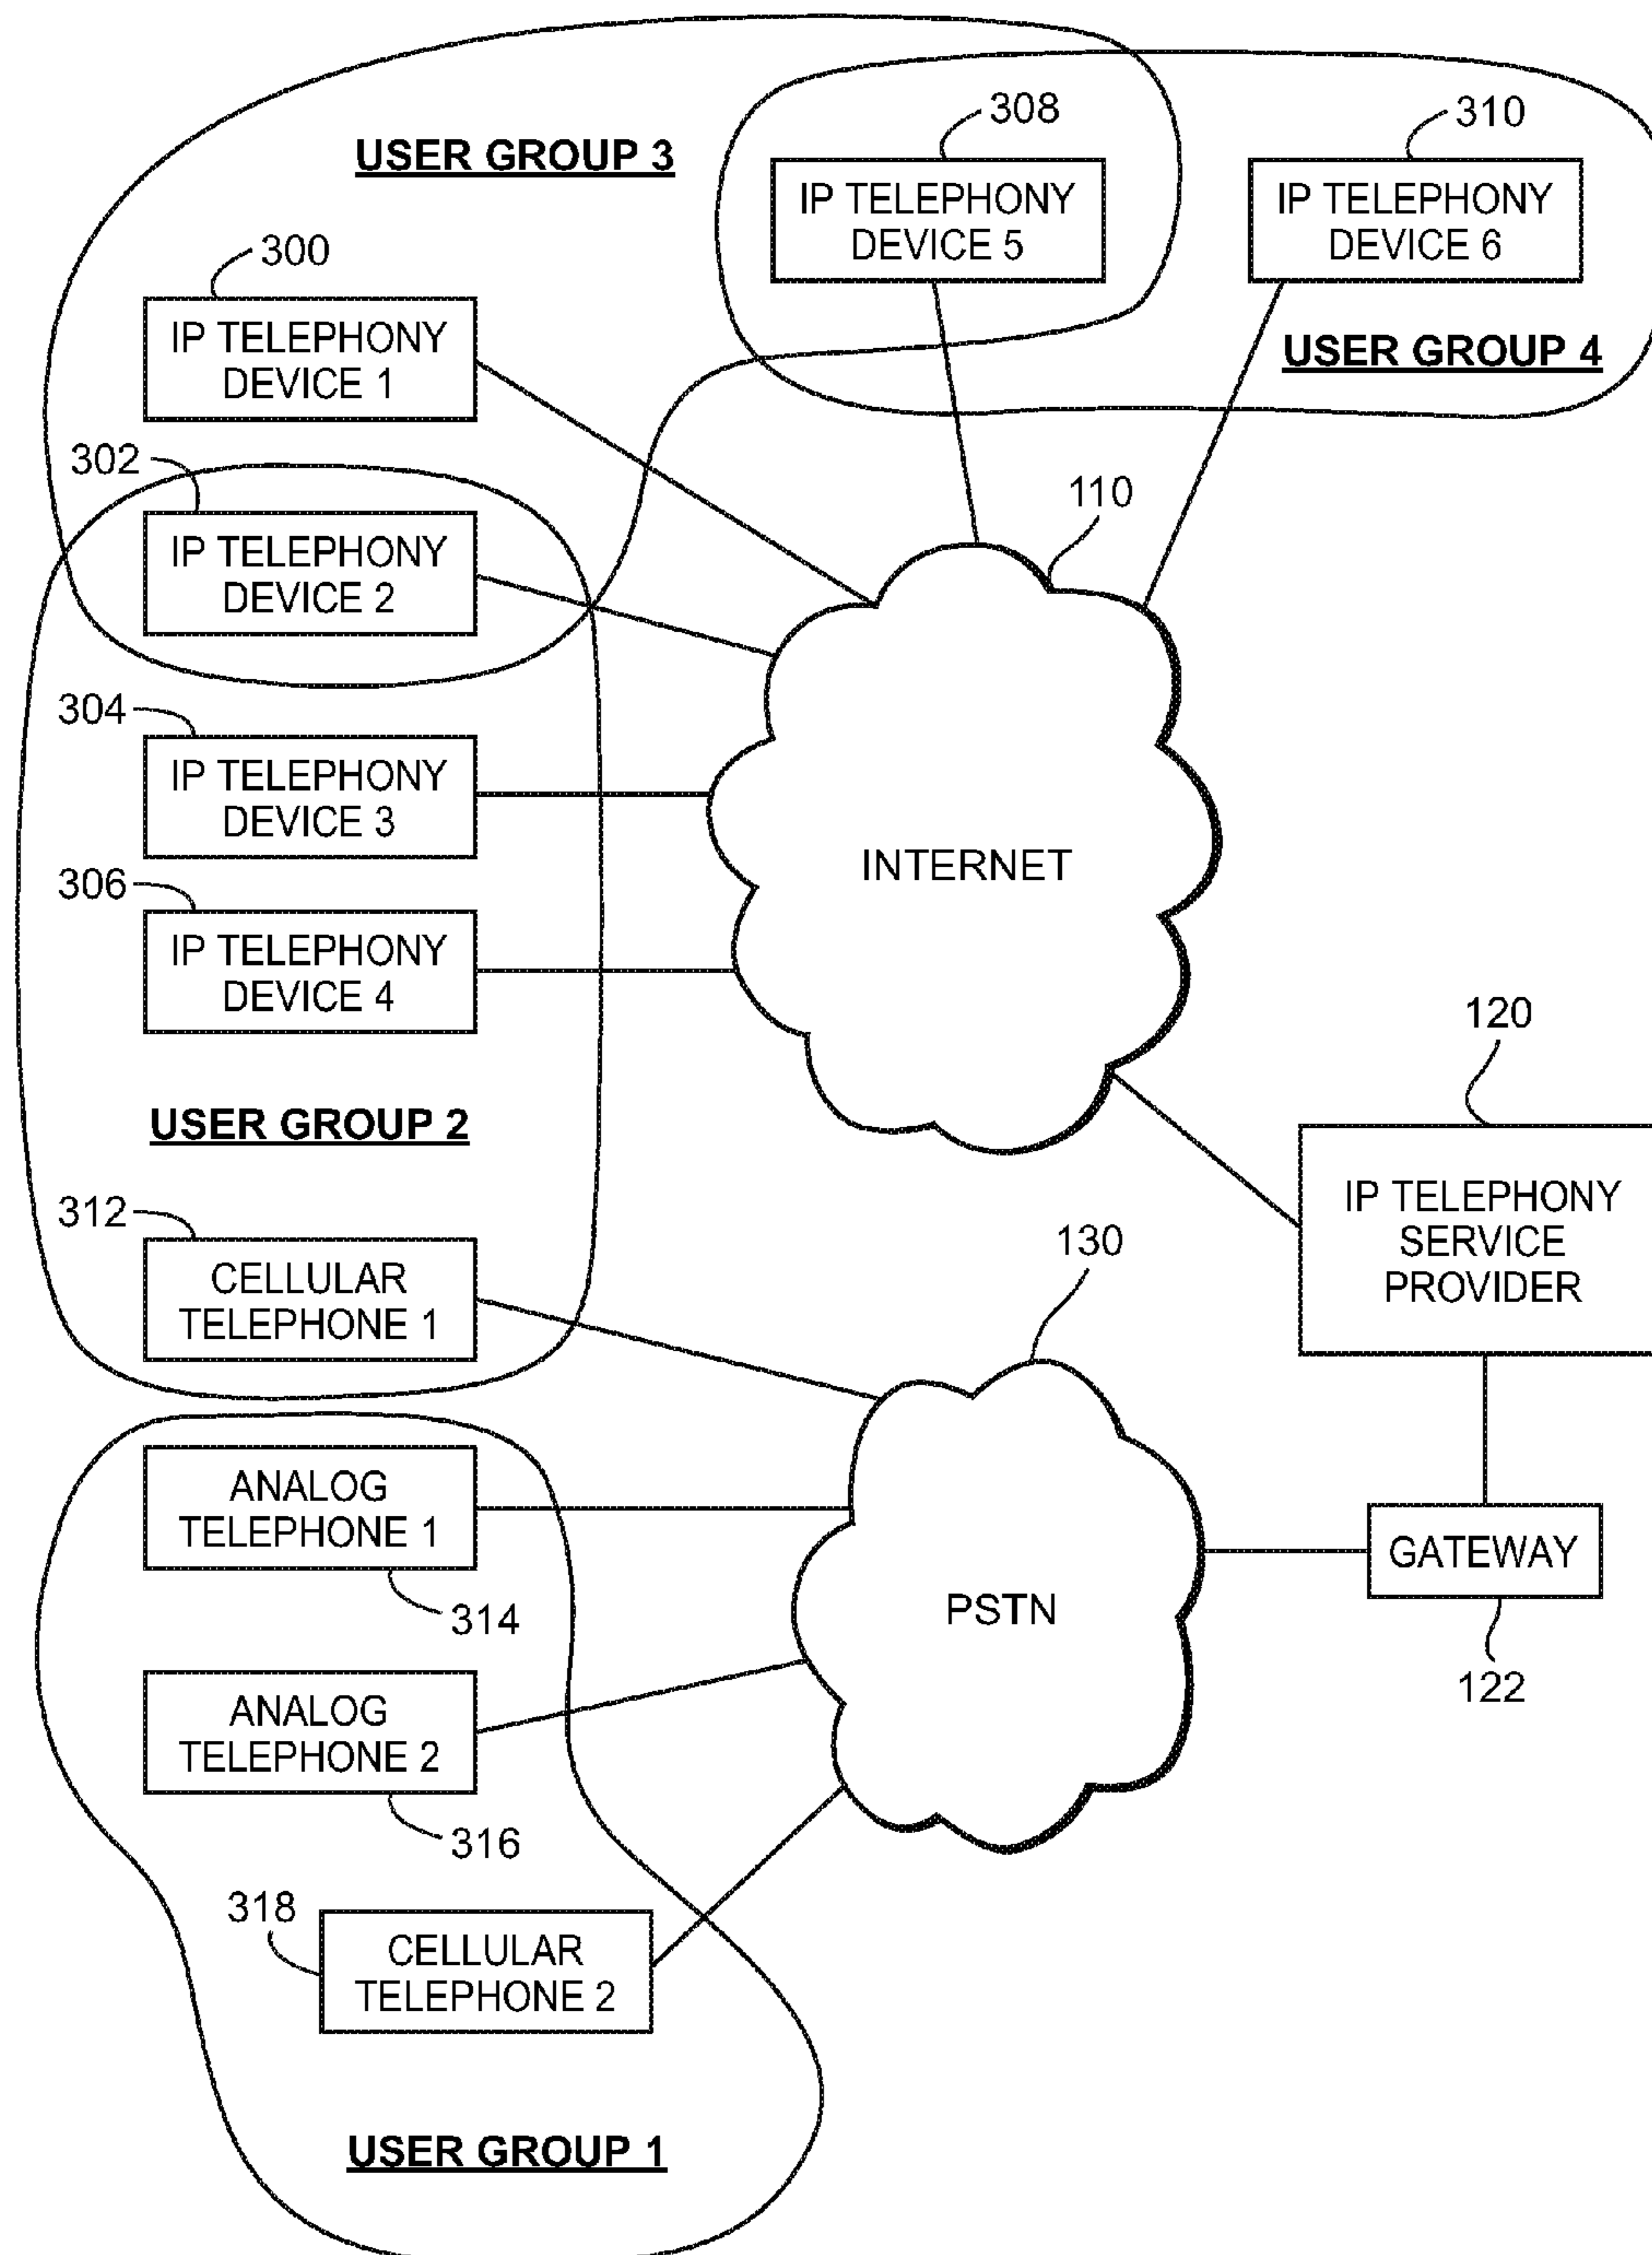 308
310
USER GROUP 3
IP TELEPHONY
DEVICE 5
IP TELEPHONY
DEVICE 6
300
IP TELEPHONY
DEVICE 1
USER GROUP 4
302
IP TELEPHONY
DEVICE 2
110
304
IP TELEPHONY
DEVICE 3
INTERNET
306
IP TELEPHONY
DEVICE 4
120
USER GROUP 2
IP TELEPHONY
SERVICE
PROVIDER
312
CELLULAR
TELEPHONE 1
130
ANALOG
TELEPHONE 1
314
GATEWAY
PSTN
122
ANALOG
TELEPHONE 2
316
318
CELLULAR
TELEPHONE 2
USER GROUP 1